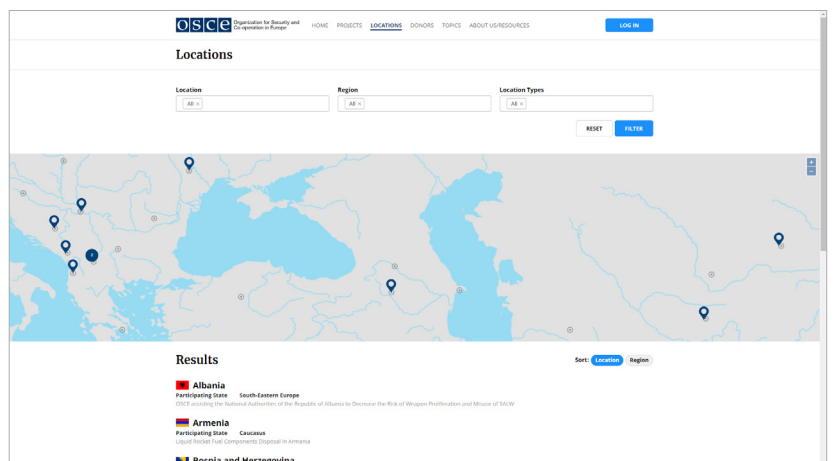 OSCE Organization for Security and
Co-operation in Europe
HOME PROJECTS LOCATIONS DONORS TOPICS ABOUT US/RESOURCES LOG IN
Locations
Location Region Location Types
All × All × All ×
RESET FILTER
+
−
Results
Sort: Location Region
Albania
Participating State South-Eastern Europe
OSCE assisting the National Authorities of the Republic of Albania to Decrease the Risk of Weapon Proliferation and Misuse of SALW
Armenia
Participating State Caucasus
Liquid Rocket Fuel Components Disposal in Armenia
Bosnia and Herzegovina